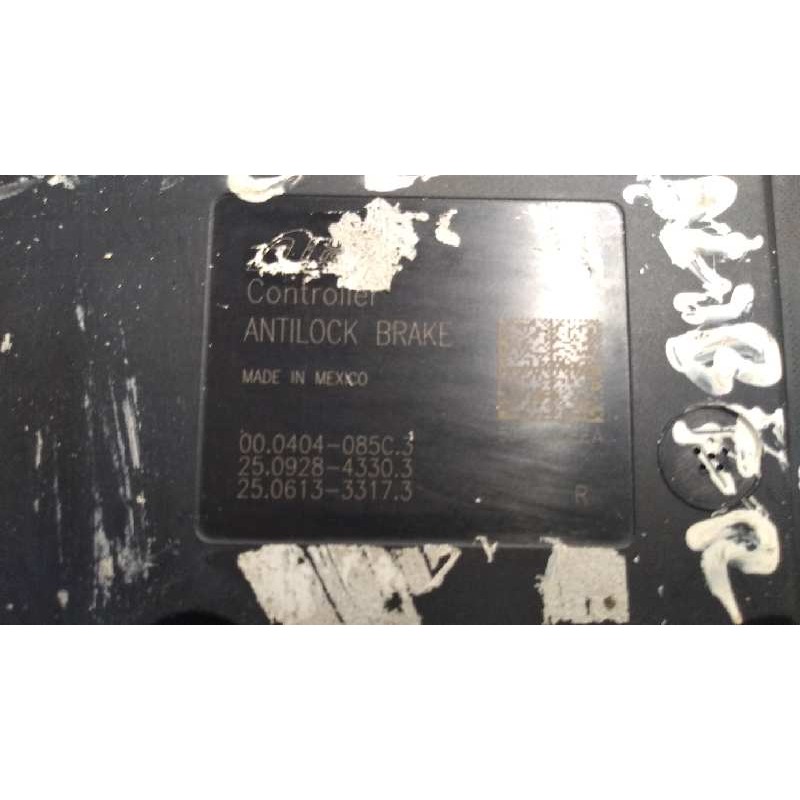 Controller
ANTILOCK BRAKE
MADE IN MEXICO
00.0404-085C.3
25.0928-4330.3
25.0613-3317.3
R